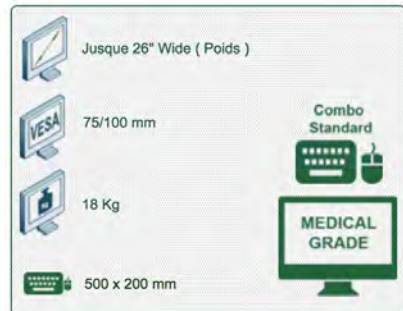 Jusque 26" Wide ( Poids )
VESA
75/100 mm
18 Kg
500 x 200 mm
Combo
Standard
MEDICAL
GRADE